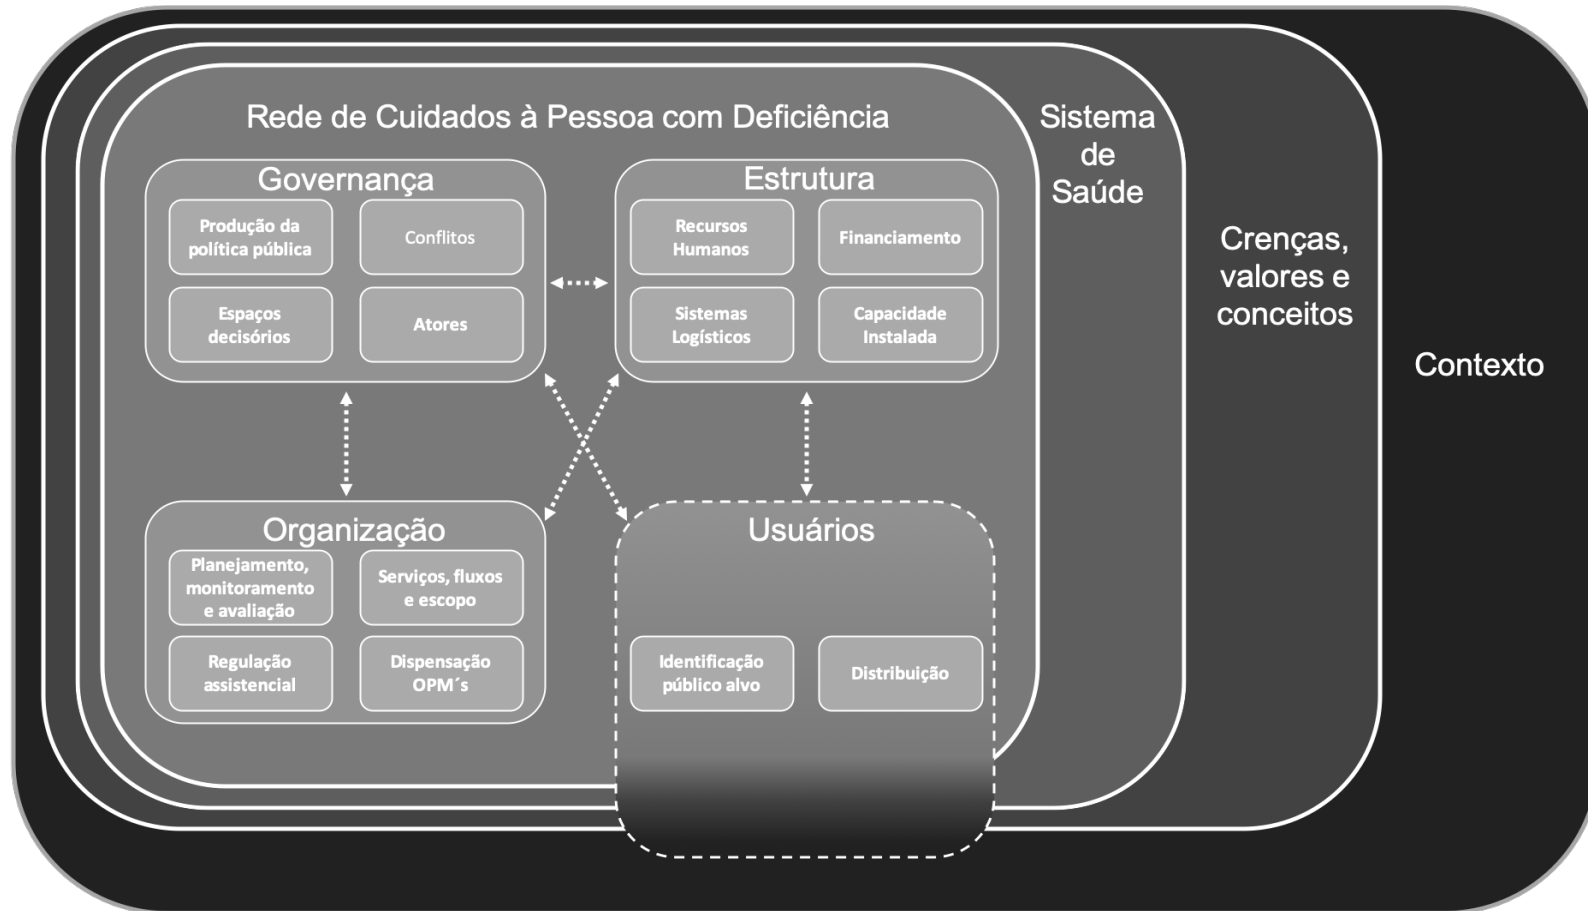 Rede de Cuidados à Pessoa com Deficiência
Governança
Produção da
política pública
Conflitos
Espaços
decisórios
Atores
Estrutura
Recursos
Humanos
Financiamento
Sistemas
Logísticos
Capacidade
Instalada
Organização
Planejamento,
monitoramento
e avaliação
Serviços, fluxos
e escopo
Regulação
assistencial
Dispensação
OPM´s
Usuários
Identificação
público alvo
Distribuição
Sistema
de
Saúde
Crenças,
valores e
conceitos
Contexto